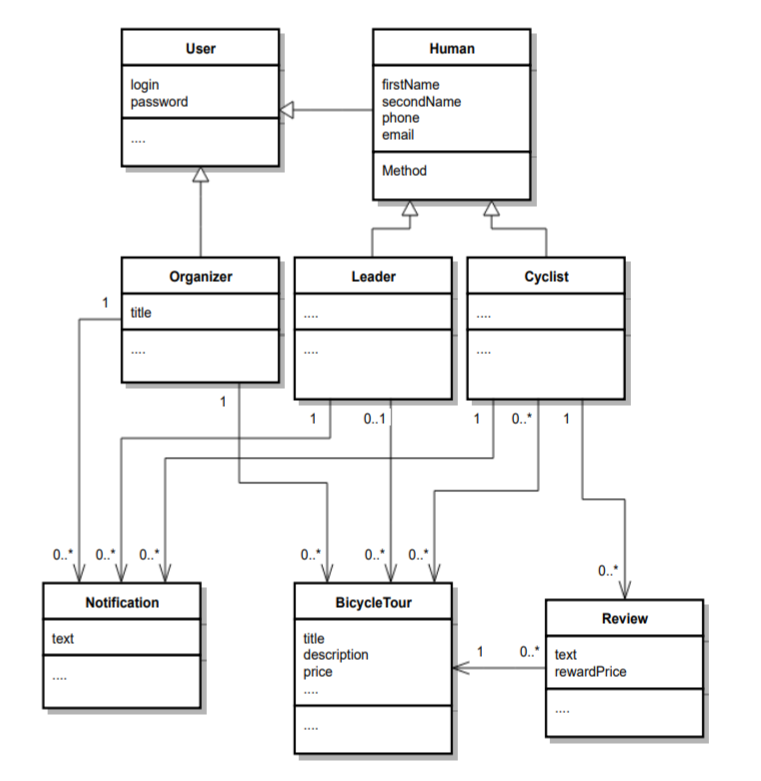 User
login
password
....
Human
firstName
secondName
phone
email
Method
Organizer
title
....
Leader
....
....
Cyclist
....
....
1
1
1
0..1
1
0..*
1
0..*
0..*
0..*
0..*
0..*
0..*
0..*
Notification
text
....
BicycleTour
title
description
price
....
....
1
0..*
Review
text
rewardPrice
....